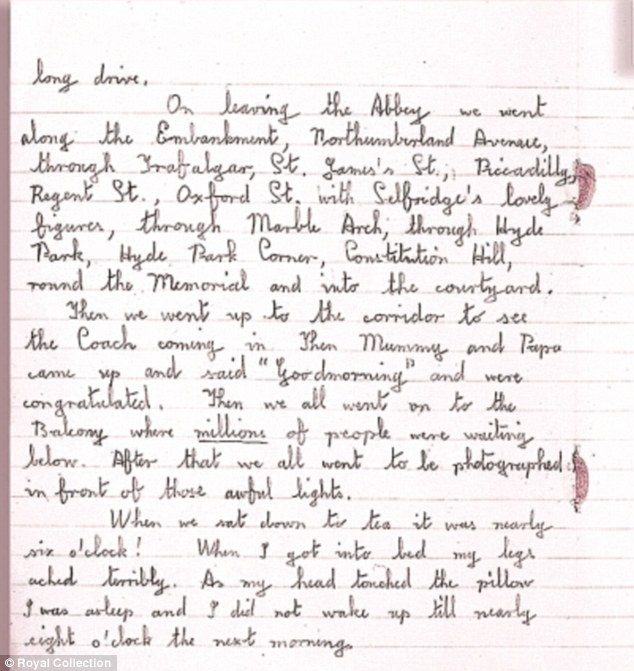 long drive.
On leaving the Abbey we went
along the Embankment, Northumberland Avenue,
through Trafalgar, St. James's St., Piccadilly,
Regent St., Oxford St. with Selfridge's lovely
figures, through Marble Arch, through Hyde
Park, Hyde Park Corner, Constitution Hill,
round the Memorial and into the courtyard.
Then we went up to the corridor to see
the Coach coming in Then Mummy and Papa
came up and said "Goodmorning" and were
congratulated. Then we all went on to the
Balcony where millions of people were waiting
below. After that we all went to be photographed
in front of those awful lights.
When we sat down to tea it was nearly
six o'clock! When I got into bed my legs
ached terribly. As my head touched the pillow
I was asleep and I did not wake up till nearly
eight o'clock the next morning.
© Royal Collection